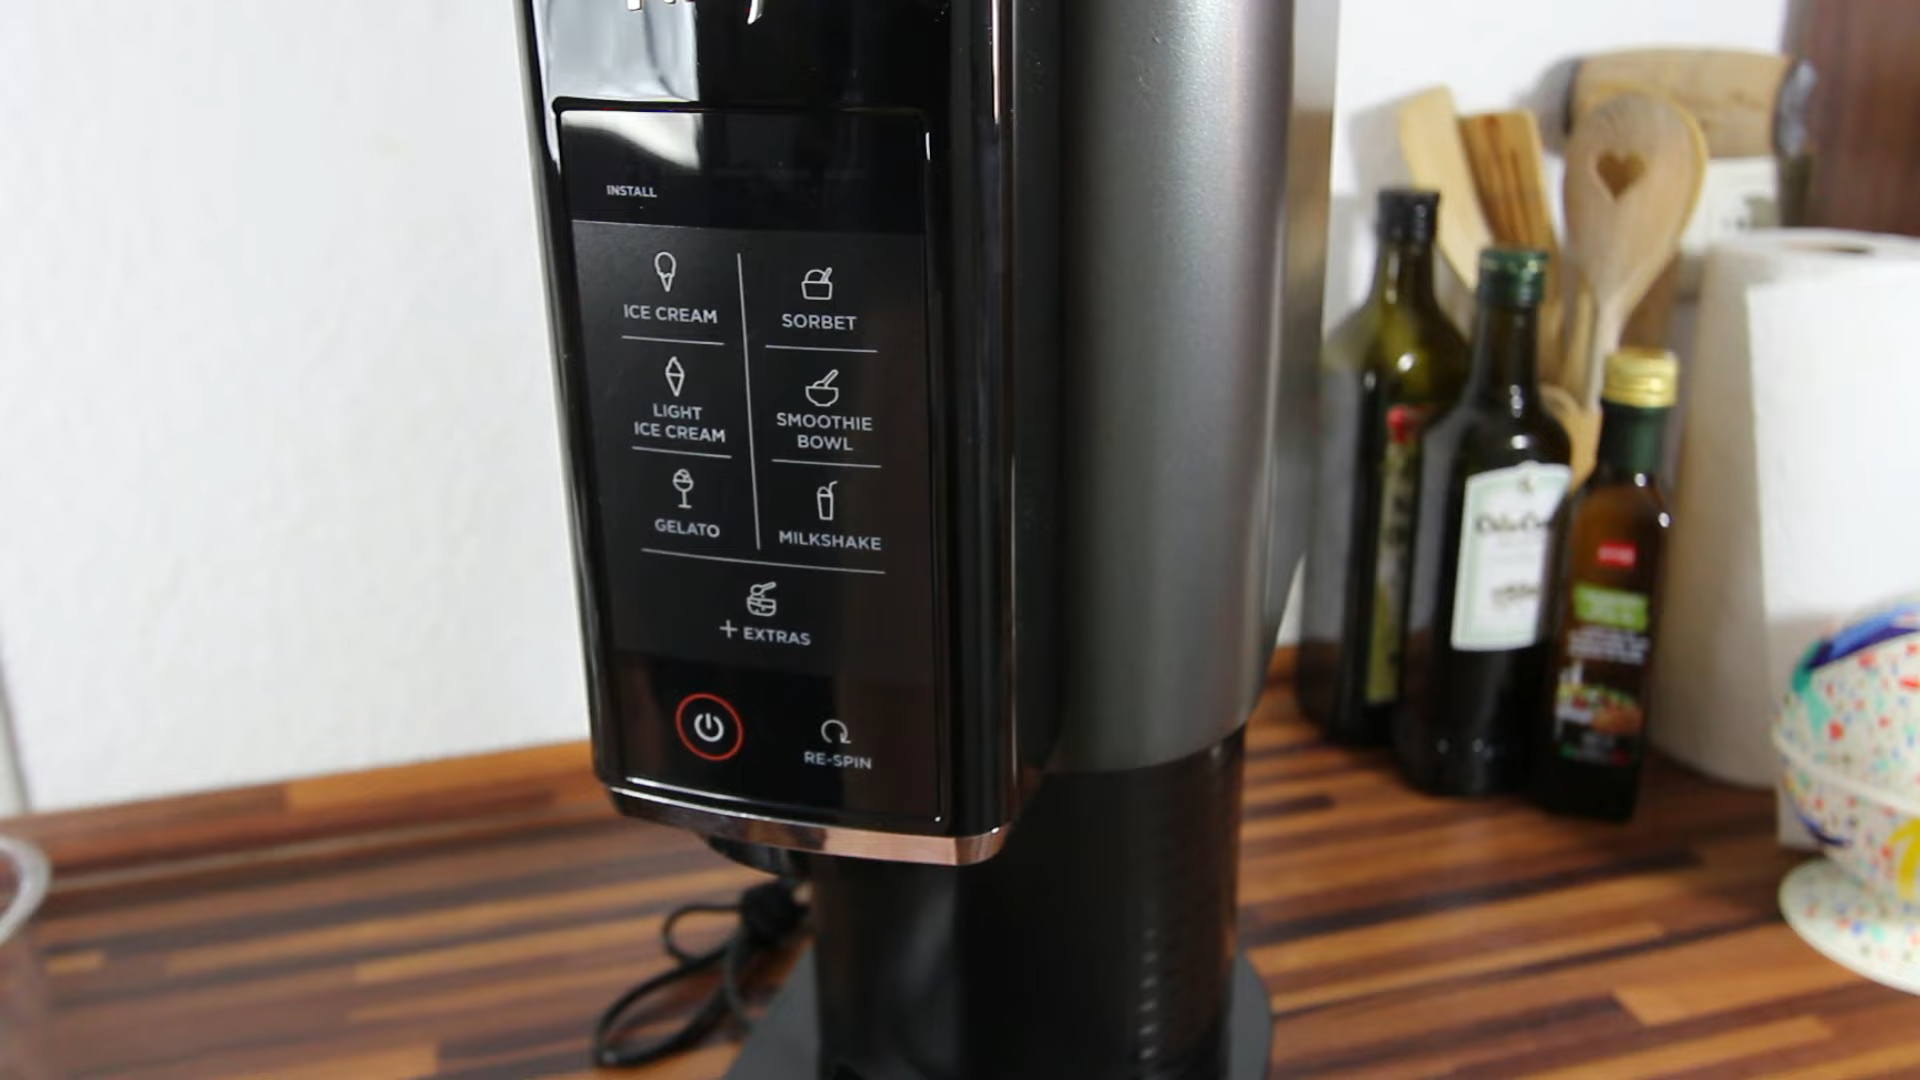 INSTALL
ICE CREAM
SORBET
LIGHT
ICE CREAM
SMOOTHIE
BOWL
GELATO
MILKSHAKE
+ EXTRAS
RE-SPIN